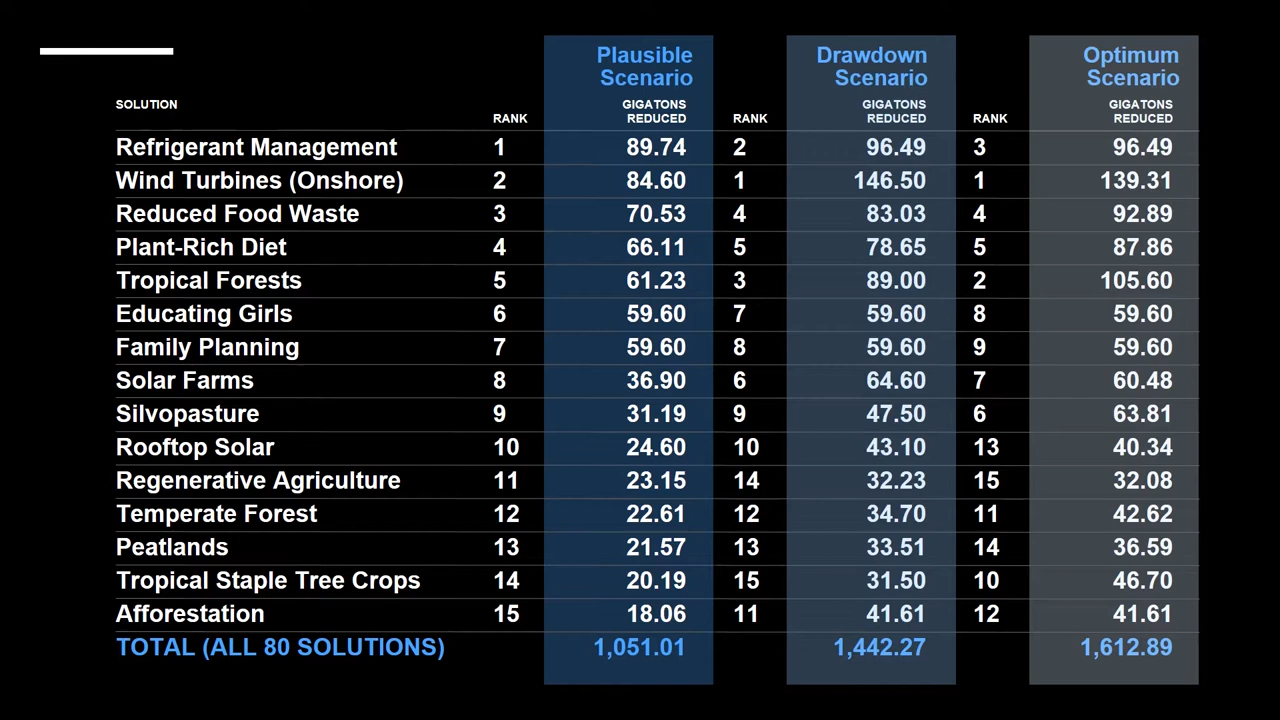 Plausible Scenario Drawdown Scenario Optimum Scenario
SOLUTION RANK GIGATONS REDUCED RANK GIGATONS REDUCED RANK GIGATONS REDUCED
Refrigerant Management 1 89.74 2 96.49 3 96.49
Wind Turbines (Onshore) 2 84.60 1 146.50 1 139.31
Reduced Food Waste 3 70.53 4 83.03 4 92.89
Plant-Rich Diet 4 66.11 5 78.65 5 87.86
Tropical Forests 5 61.23 3 89.00 2 105.60
Educating Girls 6 59.60 7 59.60 8 59.60
Family Planning 7 59.60 8 59.60 9 59.60
Solar Farms 8 36.90 6 64.60 7 60.48
Silvopasture 9 31.19 9 47.50 6 63.81
Rooftop Solar 10 24.60 10 43.10 13 40.34
Regenerative Agriculture 11 23.15 14 32.23 15 32.08
Temperate Forest 12 22.61 12 34.70 11 42.62
Peatlands 13 21.57 13 33.51 14 36.59
Tropical Staple Tree Crops 14 20.19 15 31.50 10 46.70
Afforestation 15 18.06 11 41.61 12 41.61
TOTAL (ALL 80 SOLUTIONS) 1,051.01 1,442.27 1,612.89